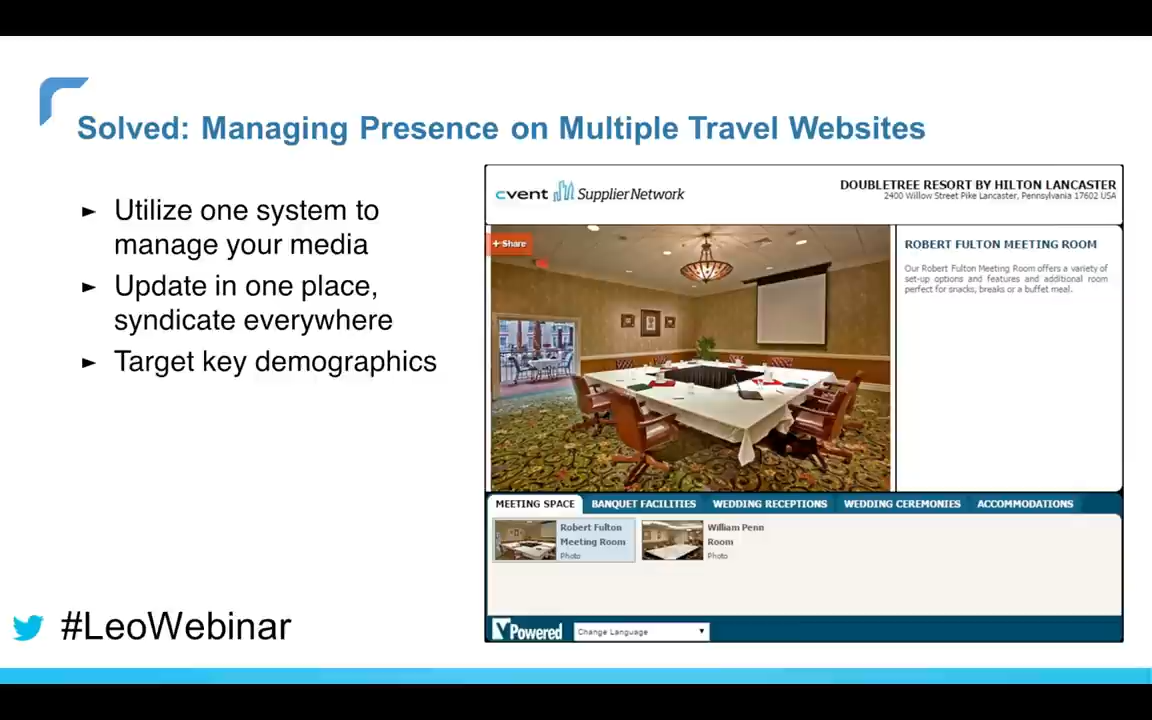 Solved: Managing Presence on Multiple Travel Websites
► Utilize one system to
manage your media
► Update in one place,
syndicate everywhere
► Target key demographics
cvent Supplier Network
DOUBLETREE RESORT BY HILTON LANCASTER
2400 Willow Street Pike Lancaster, Pennsylvania 17602 USA
+ Share
ROBERT FULTON MEETING ROOM
Our Robert Fulton Meeting Room offers a variety of
set-up options and features and additional room
perfect for snacks, breaks or a buffet meal.
MEETING SPACE BANQUET FACILITIES WEDDING RECEPTIONS WEDDING CEREMONIES ACCOMMODATIONS
Robert Fulton
Meeting Room
Photo
William Penn
Room
Photo
VPowered Change Language
#LeoWebinar